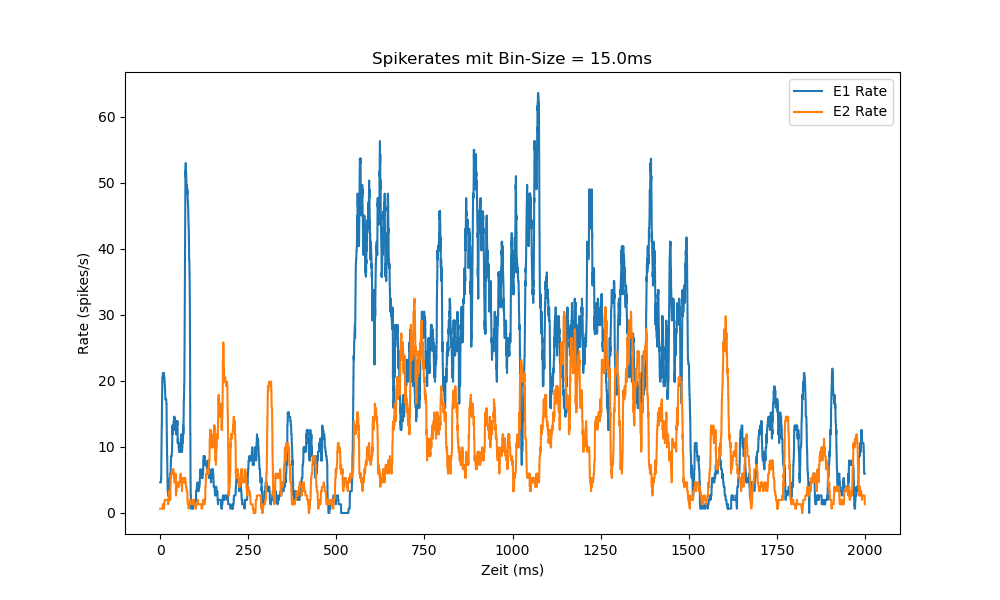 Spikerates mit Bin-Size = 15.0ms
E1 Rate
E2 Rate
Rate (spikes/s)
60
50
40
30
20
10
0
0 250 500 750 1000 1250 1500 1750 2000
Zeit (ms)